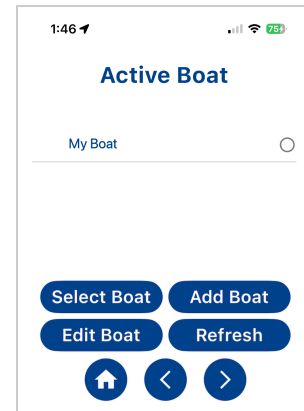 1:46 75
Active Boat
My Boat
Select Boat Add Boat
Edit Boat Refresh